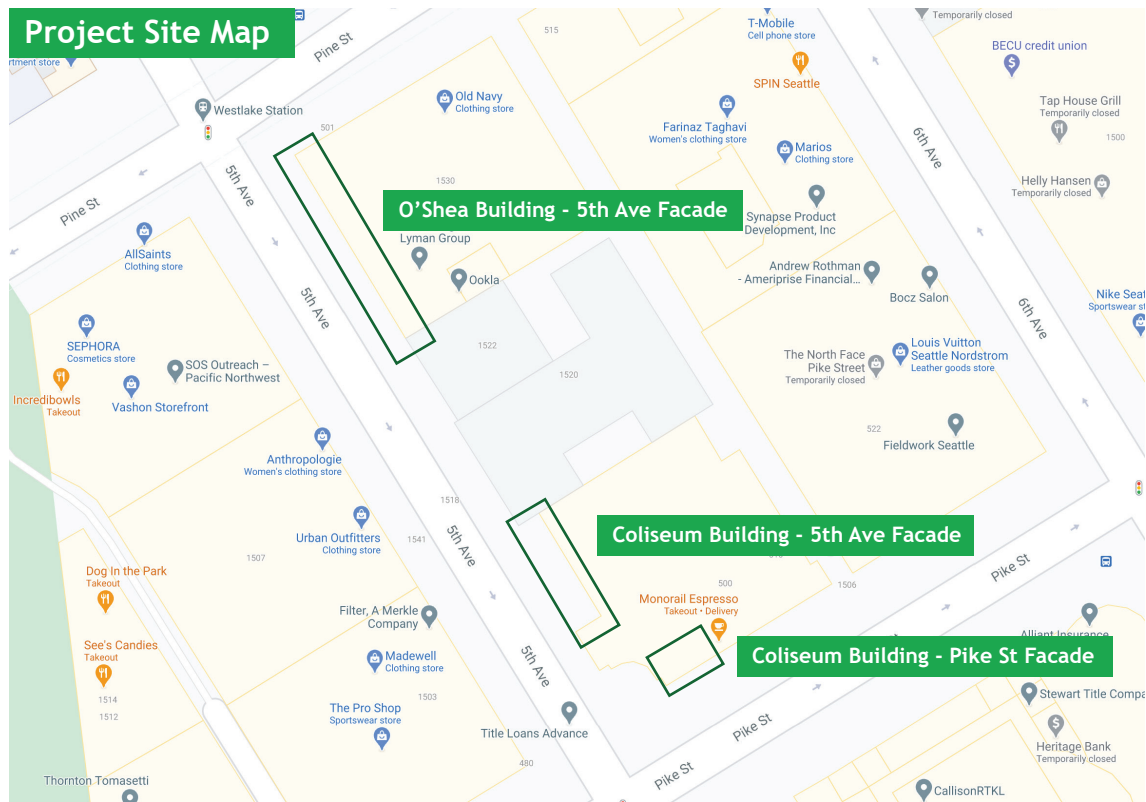 Project Site Map
Pine St
515
T-Mobile
Cell phone store
Temporarily closed
BECU credit union
SPIN Seattle
Westlake Station
Old Navy
Clothing store
501
Farinaz Taghavi
Women's clothing store
Marios
Clothing store
Tap House Grill
Temporarily closed
1500
6th Ave
5th Ave
1530
Helly Hansen
Temporarily closed
O'Shea Building - 5th Ave Facade
Pine St
Lyman Group
Synapse Product
Development, Inc
AllSaints
Clothing store
Ookla
Andrew Rothman
- Ameriprise Financial...
Bocz Salon
5th Ave
6th Ave
Nike Seat
Sportswear st
SEPHORA
Cosmetics store
SOS Outreach –
Pacific Northwest
1522
1520
The North Face
Pike Street
Temporarily closed
Louis Vuitton
Seattle Nordstrom
Leather goods store
Incredibowls
Takeout
Vashon Storefront
522
Fieldwork Seattle
Anthropologie
Women's clothing store
1518
5th Ave
Coliseum Building - 5th Ave Facade
Urban Outfitters
Clothing store
1541
1507
Pike St
Dog In the Park
Takeout
500
1506
Monorail Espresso
Takeout • Delivery
Filter, A Merkle
Company
Alliant Insurance
See's Candies
Takeout
Madewell
Clothing store
5th Ave
Coliseum Building - Pike St Facade
1514
1512
1503
Stewart Title Compa
The Pro Shop
Sportswear store
Title Loans Advance
Pike St
Heritage Bank
Temporarily closed
480
Thornton Tomasetti
Pike St
CallisonRTKL